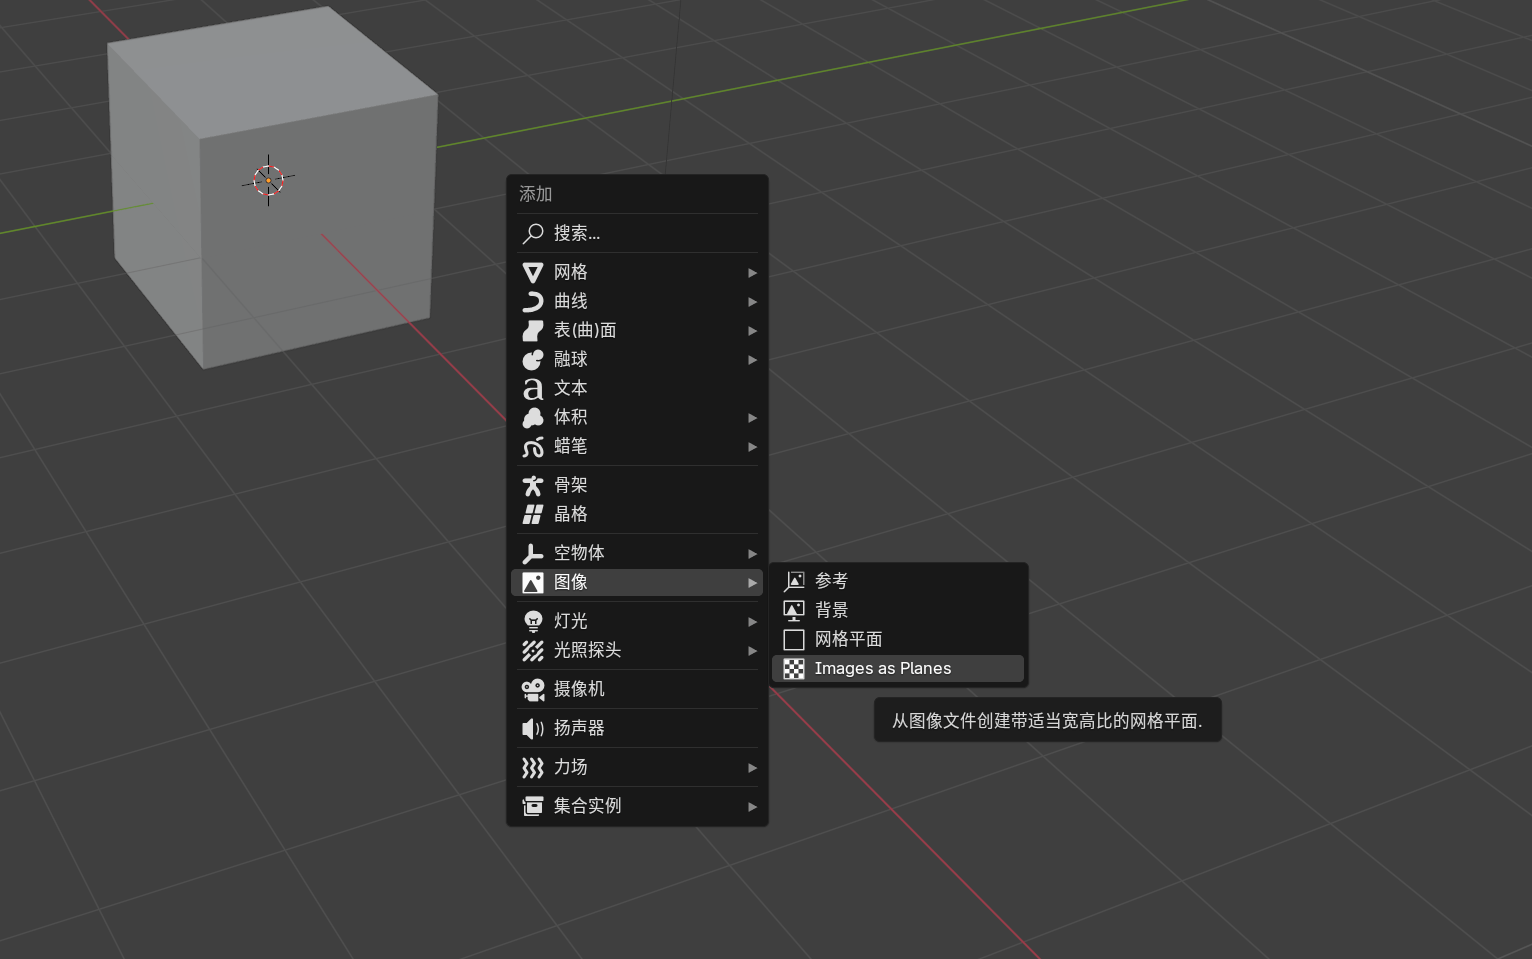 添加
搜索...
网格
曲线
表(曲)面
融球
文本
体积
蜡笔
骨架
晶格
空物体
图像
灯光
光照探头
摄像机
扬声器
力场
集合实例
参考
背景
网格平面
Images as Planes
从图像文件创建带适当宽高比的网格平面.